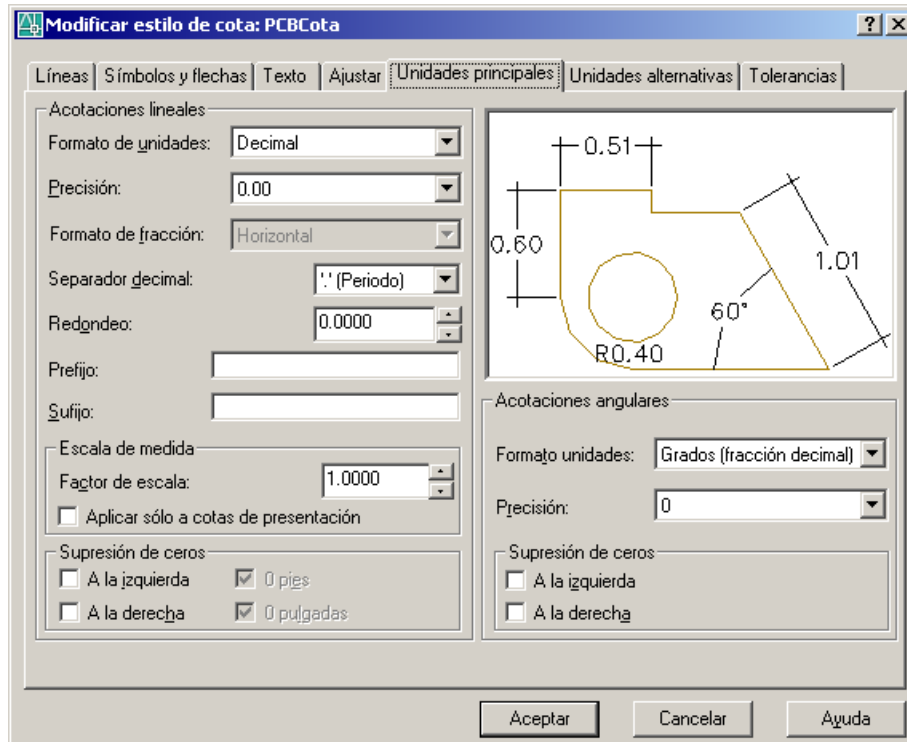 Modificar estilo de cota: PCBCota
Líneas Símbolos y flechas Texto Ajustar Unidades principales Unidades alternativas Tolerancias
Acotaciones lineales
Formato de unidades: Decimal
Precisión: 0.00
Formato de fracción: Horizontal
Separador decimal: '.' (Periodo)
Redondeo: 0.0000
Prefijo:
Sufijo:
Escala de medida
Factor de escala: 1.0000
Aplicar sólo a cotas de presentación
Supresión de ceros
A la izquierda 0 pies
A la derecha 0 pulgadas
0.51
0.60
1.01
60°
R0.40
Acotaciones angulares
Formato unidades: Grados (fracción decimal)
Precisión: 0
Supresión de ceros
A la izquierda
A la derecha
Aceptar Cancelar Ayuda